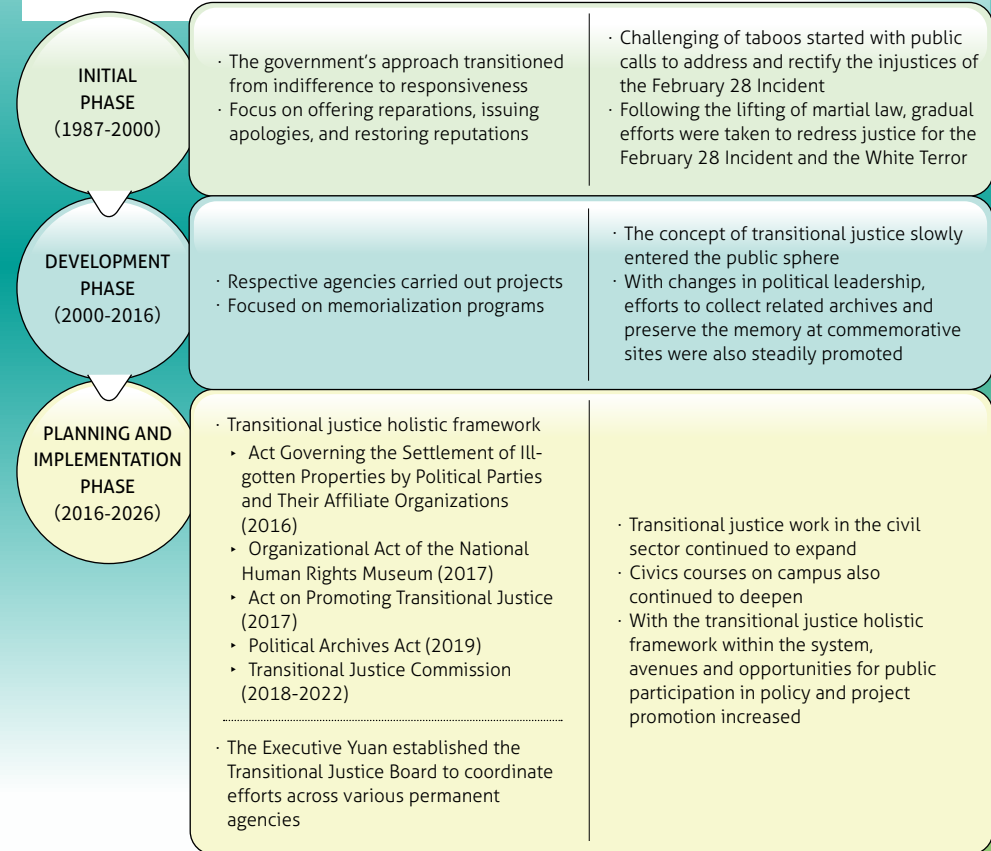 INITIAL
PHASE
(1987-2000)
· The government's approach transitioned
from indifference to responsiveness
· Focus on offering reparations, issuing
apologies, and restoring reputations
· Challenging of taboos started with public
calls to address and rectify the injustices of
the February 28 Incident
· Following the lifting of martial law, gradual
efforts were taken to redress justice for the
February 28 Incident and the White Terror
DEVELOPMENT
PHASE
(2000-2016)
· Respective agencies carried out projects
· Focused on memorialization programs
· The concept of transitional justice slowly
entered the public sphere
· With changes in political leadership,
efforts to collect related archives and
preserve the memory at commemorative
sites were also steadily promoted
PLANNING AND
IMPLEMENTATION
PHASE
(2016-2026)
· Transitional justice holistic framework
‣ Act Governing the Settlement of Ill-
gotten Properties by Political Parties
and Their Affiliate Organizations
(2016)
‣ Organizational Act of the National
Human Rights Museum (2017)
‣ Act on Promoting Transitional Justice
(2017)
‣ Political Archives Act (2019)
‣ Transitional Justice Commission
(2018-2022)
· The Executive Yuan established the
Transitional Justice Board to coordinate
efforts across various permanent
agencies
· Transitional justice work in the civil
sector continued to expand
· Civics courses on campus also
continued to deepen
· With the transitional justice holistic
framework within the system,
avenues and opportunities for public
participation in policy and project
promotion increased